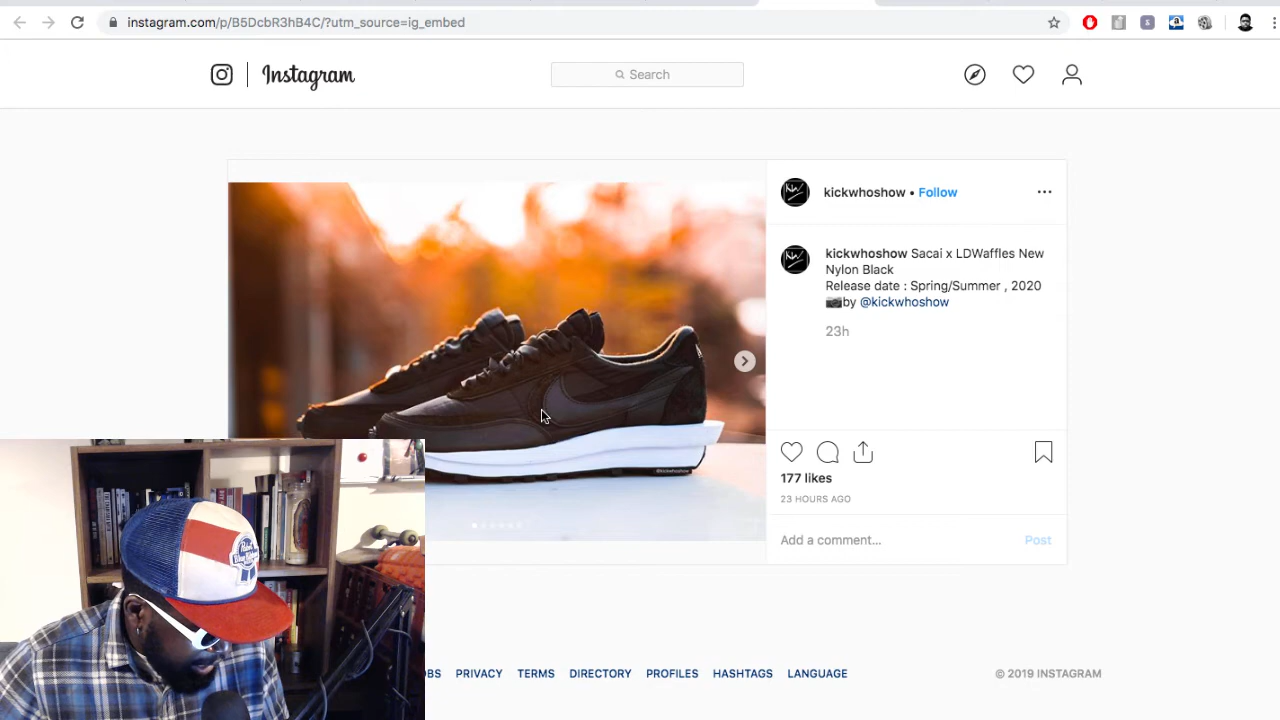 instagram.com/p/B5DcbR3hB4C/?utm_source=ig_embed
Instagram
Search
kickwhoshow • Follow
kickwhoshow Sacai x LDWaffles New
Nylon Black
Release date : Spring/Summer , 2020
📷by @kickwhoshow
23h
@kickwhoshow
177 likes
23 HOURS AGO
Add a comment... Post
PRIVACY TERMS DIRECTORY PROFILES HASHTAGS LANGUAGE
© 2019 INSTAGRAM